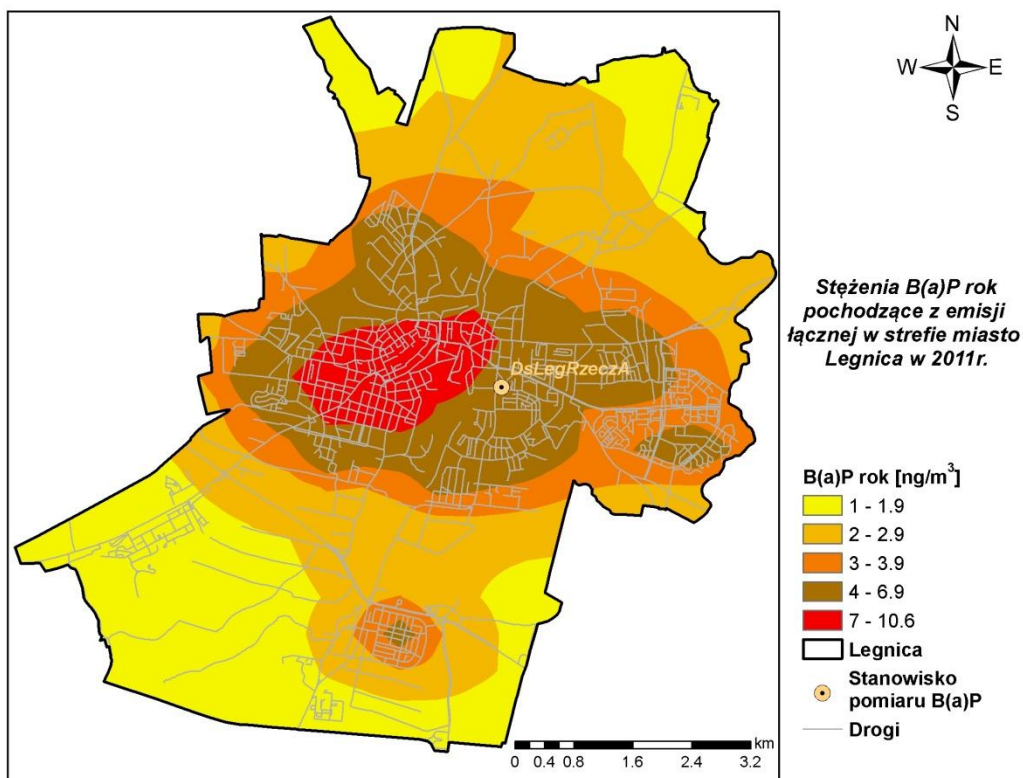 N
W E
S
DsLegRzeczA
Stężenia B(a)P rok
pochodzące z emisji
łącznej w strefie miasto
Legnica w 2011r.
B(a)P rok [ng/m³]
1 - 1.9
2 - 2.9
3 - 3.9
4 - 6.9
7 - 10.6
Legnica
Stanowisko
pomiaru B(a)P
Drogi
km
0 0.4 0.8 1.6 2.4 3.2